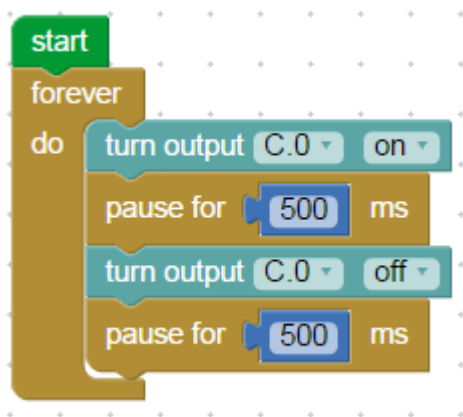 start
forever
do turn output C.0 on
pause for 500 ms
turn output C.0 off
pause for 500 ms